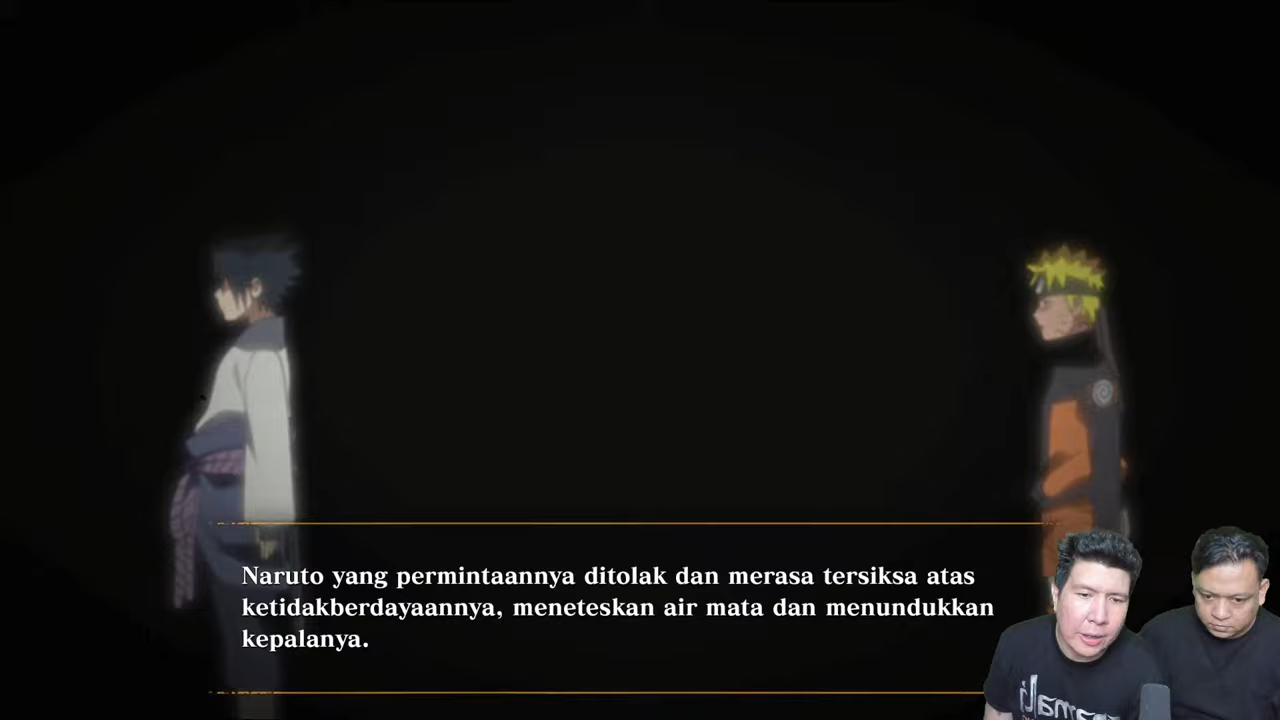 Naruto yang permintaannya ditolak dan merasa tersiksa atas
ketidakberdayaannya, meneteskan air mata dan menundukkan
kepalanya.